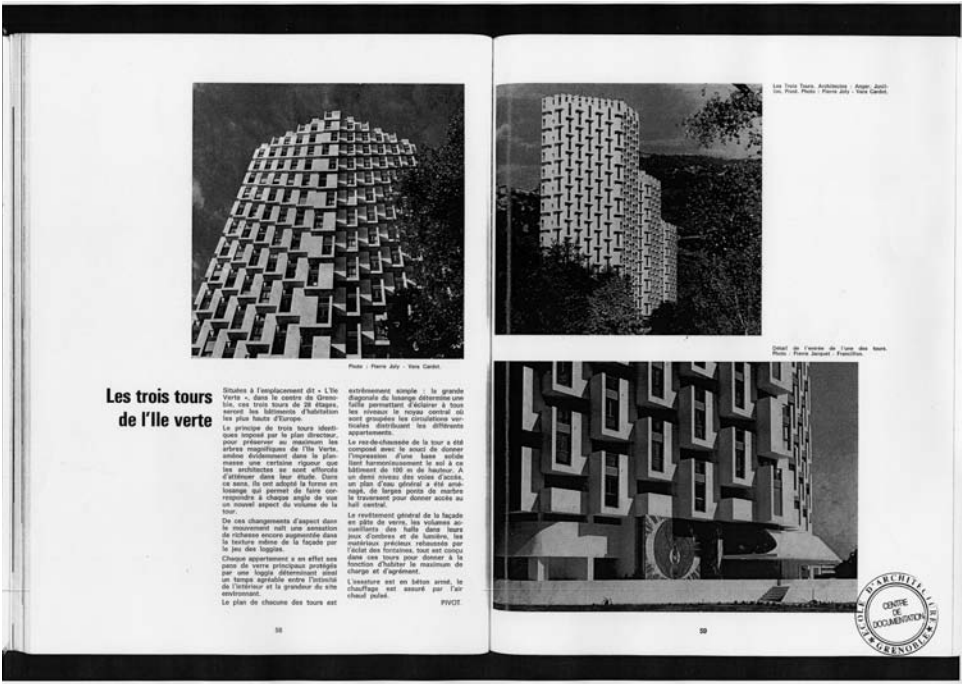 Photo : Pierre Joly - Vera Cardot.
Les trois tours
de l'Ile verte
Situées à l'emplacement dit « L'Ile
Verte », dans le centre de Greno-
ble, ces trois tours de 28 étages,
seront les bâtiments d'habitation
les plus hauts d'Europe.
Le principe de trois tours identi-
ques imposé par le plan directeur,
pour préserver au maximum les
arbres magnifiques de l'Ile Verte,
amène évidemment dans le plan-
masse une certaine rigueur que
les architectes se sont efforcés
d'atténuer dans leur étude. Dans
ce sens, ils ont adopté la forme en
losange qui permet de faire cor-
respondre à chaque angle de vue
un nouvel aspect du volume de la
tour.
De ces changements d'aspect dans
le mouvement naît une sensation
de richesse encore augmentée dans
la texture même de la façade par
le jeu des loggias.
Chaque appartement a en effet ses
pans de verre principaux protégés
par une loggia déterminant ainsi
un temps agréable entre l'intimité
de l'intérieur et la grandeur du site
environnant.
Le plan de chacune des tours est
extrêmement simple : la grande
diagonale du losange détermine une
faille permettant d'éclairer à tous
les niveaux le noyau central où
sont groupées les circulations ver-
ticales distribuant les différents
appartements.
Le rez-de-chaussée de la tour a été
composé avec le souci de donner
l'impression d'une base solide
liant harmonieusement le sol à ce
bâtiment de 100 m de hauteur. A
un demi niveau des voies d'accès,
un plan d'eau général a été amé-
nagé, de larges ponts de marbre
le traversent pour donner accès au
hall central.
Le revêtement général de la façade
en pâte de verre, les volumes ac-
cueillants des halls dans leurs
jeux d'ombres et de lumière, les
matériaux précieux rehaussés par
l'éclat des fontaines, tout est conçu
dans ces tours pour donner à la
fonction d'habiter le maximum de
charge et d'agrément.
L'ossature est en béton armé, le
chauffage est assuré par l'air
chaud pulsé.
PIVOT.
Les Trois Tours. Architectes : Anger, Junil-
lon, Pivot. Photo : Pierre Joly - Vera Cardot.
Détail de l'entrée de l'une des tours.
Photo : Pierre Jacquet - Francillon.
58
59
ECOLE D'ARCHITECTURE
CENTRE
DE
DOCUMENTATION
GRENOBLE